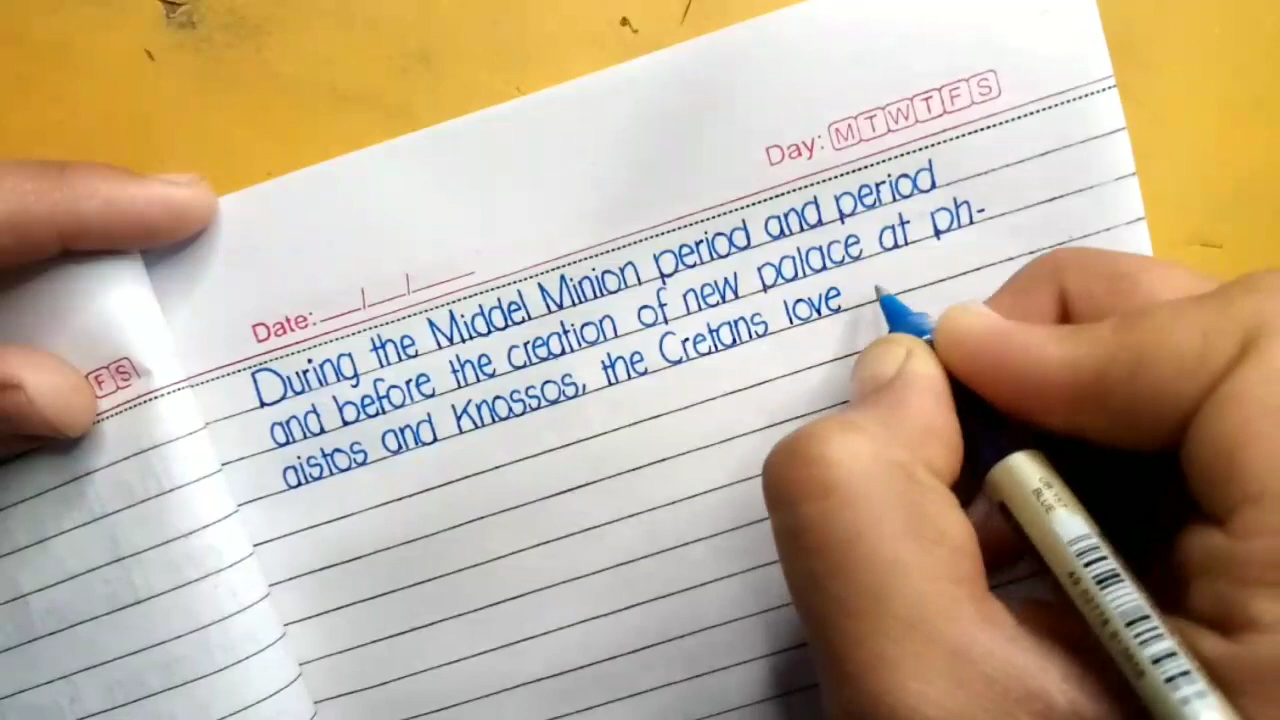 Day: M T W T F S
Date: __/__/__
During the Middel Minion period and period
and before the creation of new palace at ph-
aistos and Knossos, the Cretans love
F S
BLUE